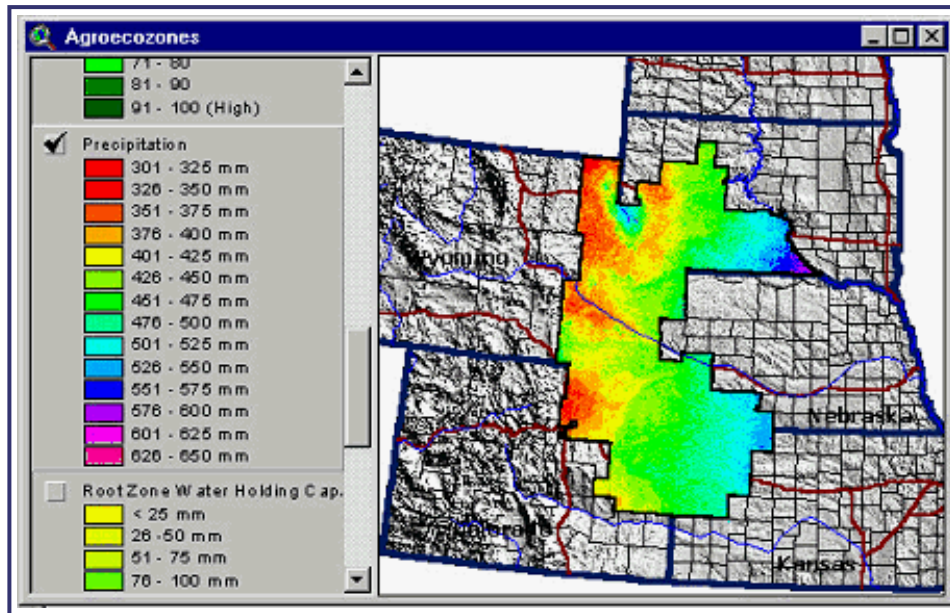 Agroecozones
71 - 80
81 - 90
91 - 100 (High)
Precipitation
301 - 325 mm
326 - 350 mm
351 - 375 mm
376 - 400 mm
401 - 425 mm
426 - 450 mm
451 - 475 mm
476 - 500 mm
501 - 525 mm
526 - 550 mm
551 - 575 mm
576 - 600 mm
601 - 625 mm
626 - 650 mm
Root Zone Water Holding Cap.
< 25 mm
26 -50 mm
51 - 75 mm
76 - 100 mm
Wyoming
Nebraska
Kansas